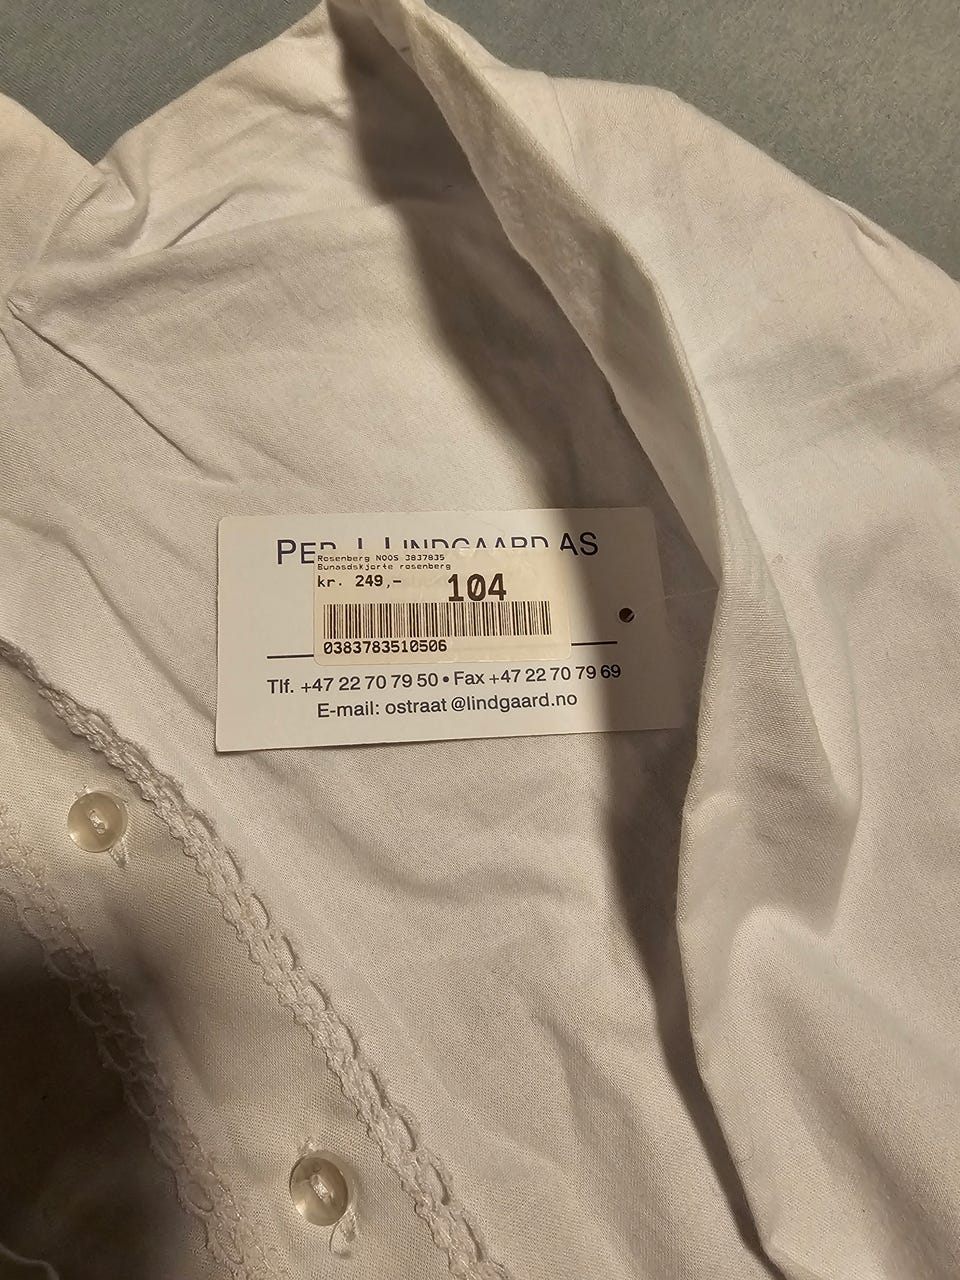 PER J. LINDGAARD AS
Rosenberg NOOS 3837835
Bunasdskjorte rosenberg
kr. 249,- 104
0383783510506
Tlf. +47 22 70 79 50 • Fax +47 22 70 79 69
E-mail: ostraat @lindgaard.no